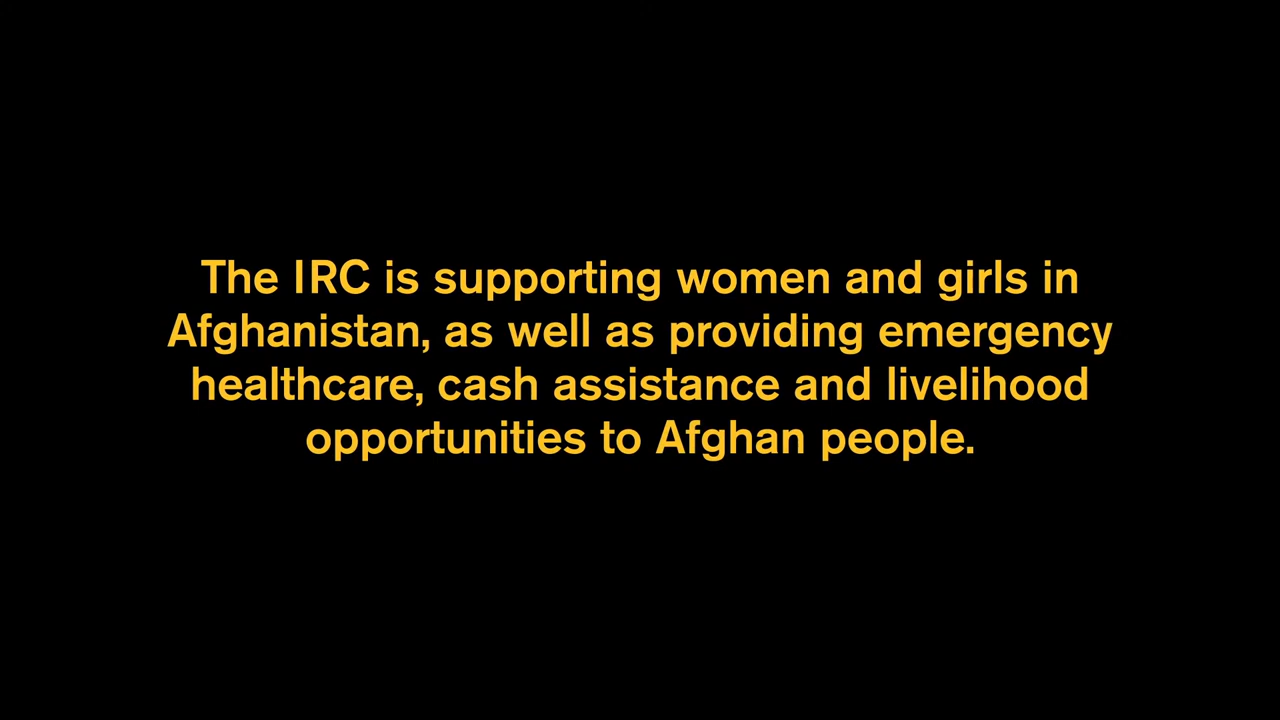 The IRC is supporting women and girls in
Afghanistan, as well as providing emergency
healthcare, cash assistance and livelihood
opportunities to Afghan people.